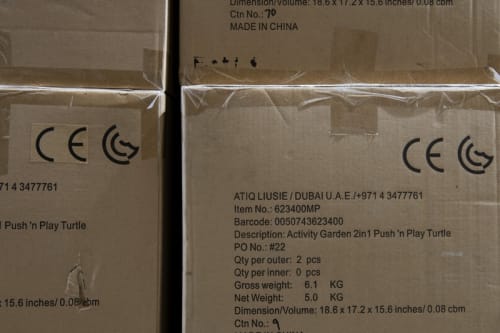 Dimension/Volume: 18.6 x 17.2 x 15.6 inches/ 0.08 cbm
Ctn No.: 70
MADE IN CHINA
CE
971 4 3477761
Push 'n Play Turtle
x 15.6 inches/ 0.08 cbm
CE
ATIQ LIUSIE / DUBAI U.A.E./+971 4 3477761
Item No.: 623400MP
Barcode: 0050743623400
Description: Activity Garden 2in1 Push 'n Play Turtle
PO No.: #22
Qty per outer: 2 pcs
Qty per inner: 0 pcs
Gross weight: 6.1 KG
Net Weight: 5.0 KG
Dimension/Volume: 18.6 x 17.2 x 15.6 inches/ 0.08 cbm
Ctn No.: 9
MADE IN CHINA